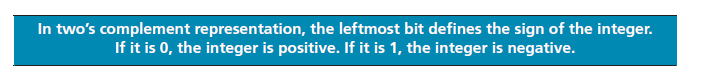 In two’s complement representation, the leftmost bit defines the sign of the integer.
If it is 0, the integer is positive. If it is 1, the integer is negative.